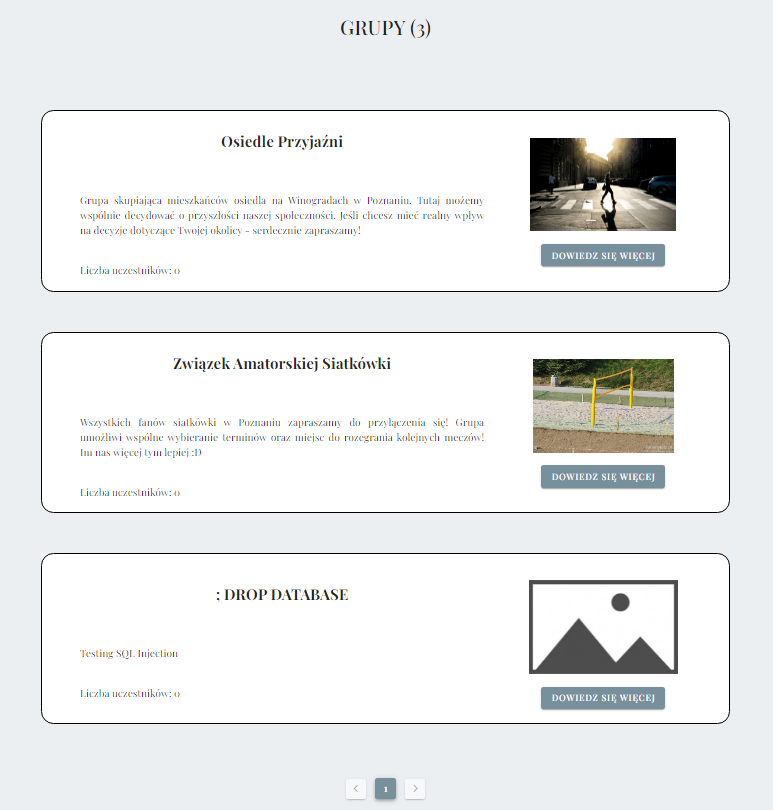 GRUPY (3)
Osiedle Przyjaźni
Grupa skupiająca mieszkańców osiedla na Winogradach w Poznaniu. Tutaj możemy
wspólnie decydować o przyszłości naszej społeczności. Jeśli chcesz mieć realny wpływ
na decyzje dotyczące Twojej okolicy - serdecznie zapraszamy!
Liczba uczestników: 0
DOWIEDZ SIĘ WIĘCEJ
Związek Amatorskiej Siatkówki
Wszystkich fanów siatkówki w Poznaniu zapraszamy do przyłączenia się! Grupa
umożliwi wspólne wybieranie terminów oraz miejsc do rozegrania kolejnych meczów!
Im nas więcej tym lepiej :D
Liczba uczestników: 0
DOWIEDZ SIĘ WIĘCEJ
; DROP DATABASE
Testing SQL Injection
Liczba uczestników: 0
DOWIEDZ SIĘ WIĘCEJ
1